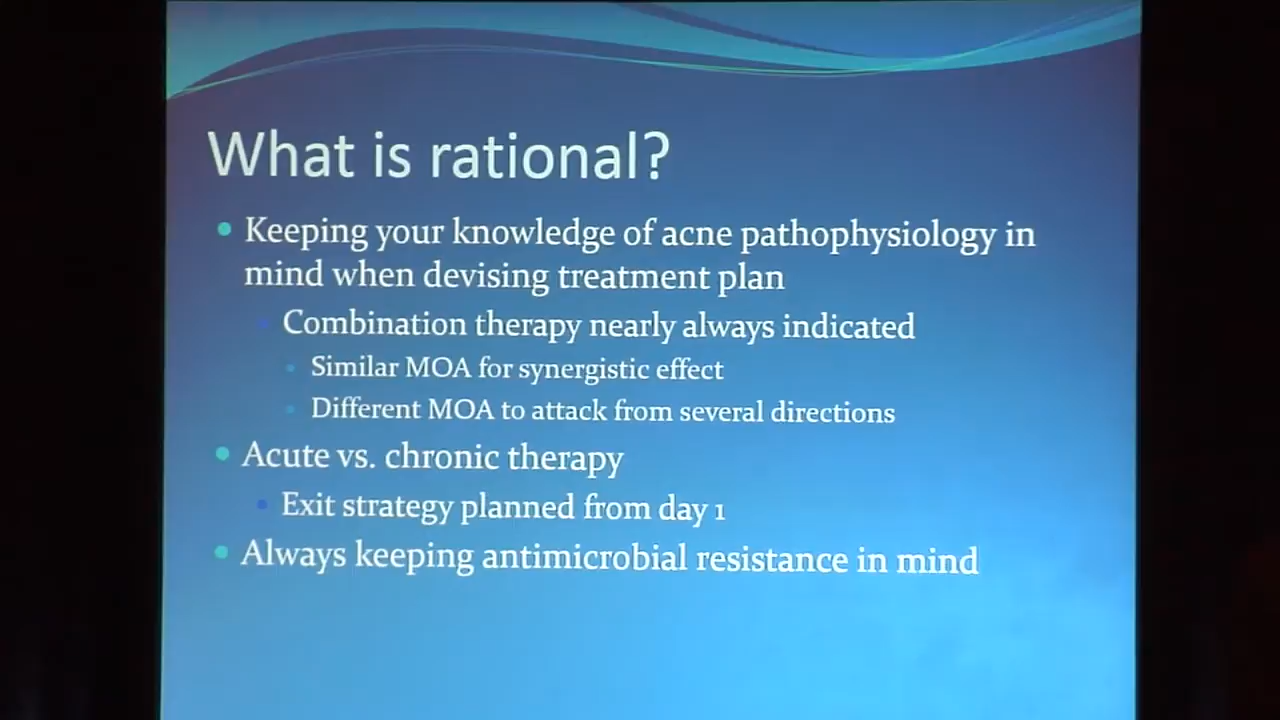 What is rational?
Keeping your knowledge of acne pathophysiology in
mind when devising treatment plan
Combination therapy nearly always indicated
Similar MOA for synergistic effect
Different MOA to attack from several directions
Acute vs. chronic therapy
Exit strategy planned from day 1
Always keeping antimicrobial resistance in mind